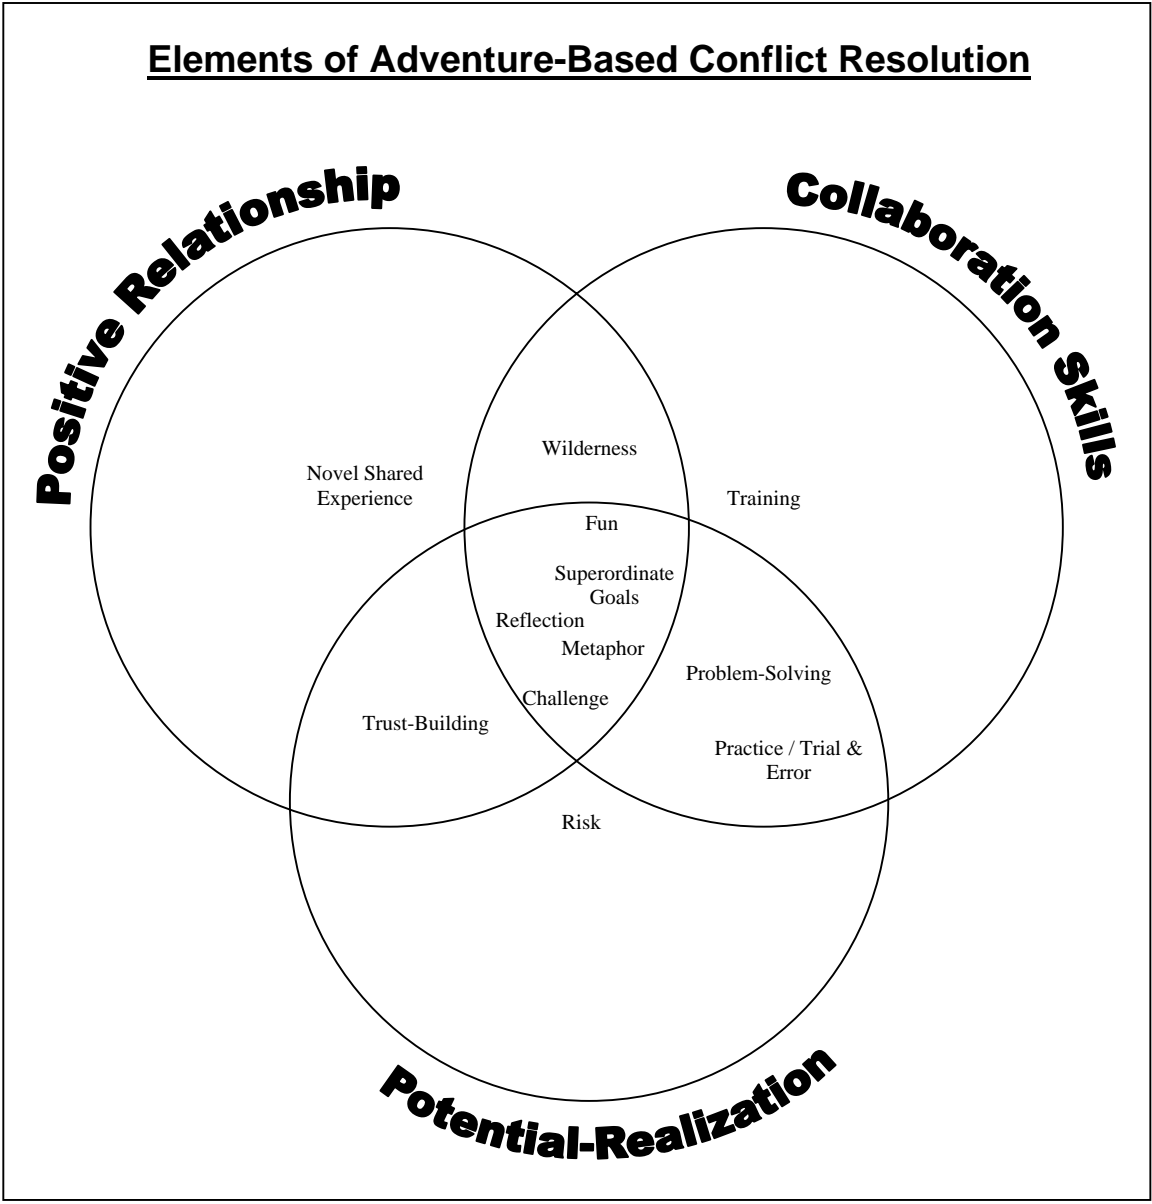 Elements of Adventure-Based Conflict Resolution
Positive Relationship
Collaboration Skills
Wilderness
Novel Shared
Experience
Training
Fun
Superordinate
Goals
Reflection
Metaphor
Problem-Solving
Challenge
Trust-Building
Practice / Trial &
Error
Risk
Potential-Realization